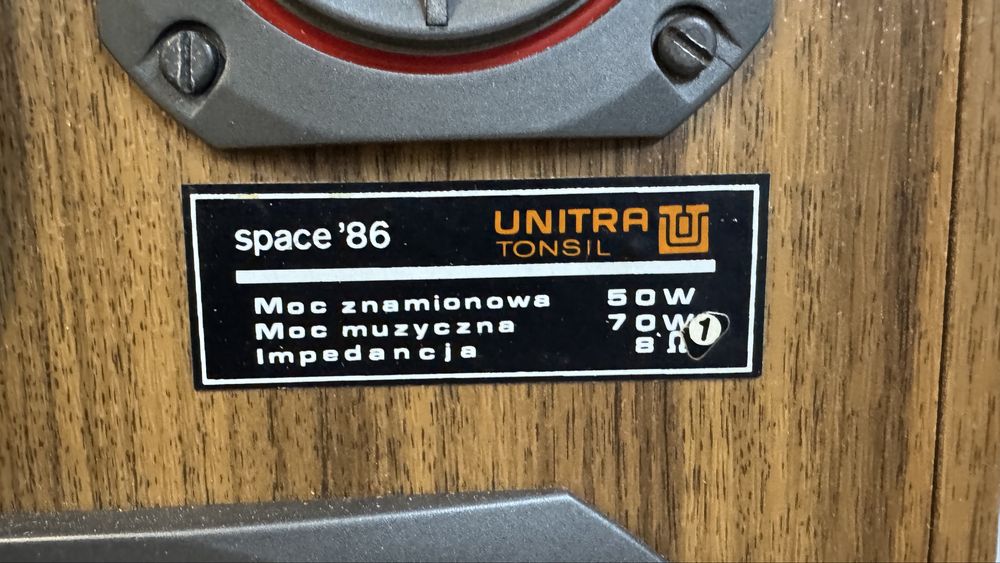 space '86
UNITRA
TONSIL
Moc znamionowa 50W
Moc muzyczna 70W
Impedancja 8 Ω
1